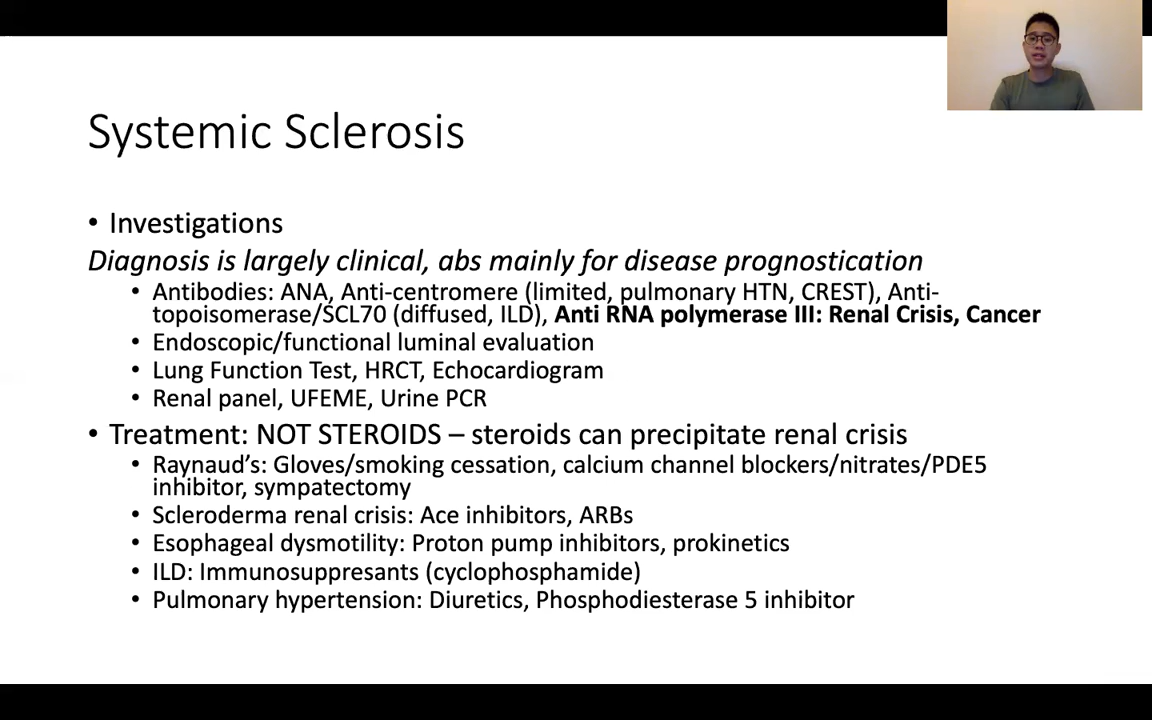 Systemic Sclerosis
• Investigations
Diagnosis is largely clinical, abs mainly for disease prognostication
• Antibodies: ANA, Anti-centromere (limited, pulmonary HTN, CREST), Anti-
topoisomerase/SCL70 (diffused, ILD), Anti RNA polymerase III: Renal Crisis, Cancer
• Endoscopic/functional luminal evaluation
• Lung Function Test, HRCT, Echocardiogram
• Renal panel, UFEME, Urine PCR
• Treatment: NOT STEROIDS – steroids can precipitate renal crisis
• Raynaud’s: Gloves/smoking cessation, calcium channel blockers/nitrates/PDE5
inhibitor, sympatectomy
• Scleroderma renal crisis: Ace inhibitors, ARBs
• Esophageal dysmotility: Proton pump inhibitors, prokinetics
• ILD: Immunosuppresants (cyclophosphamide)
• Pulmonary hypertension: Diuretics, Phosphodiesterase 5 inhibitor